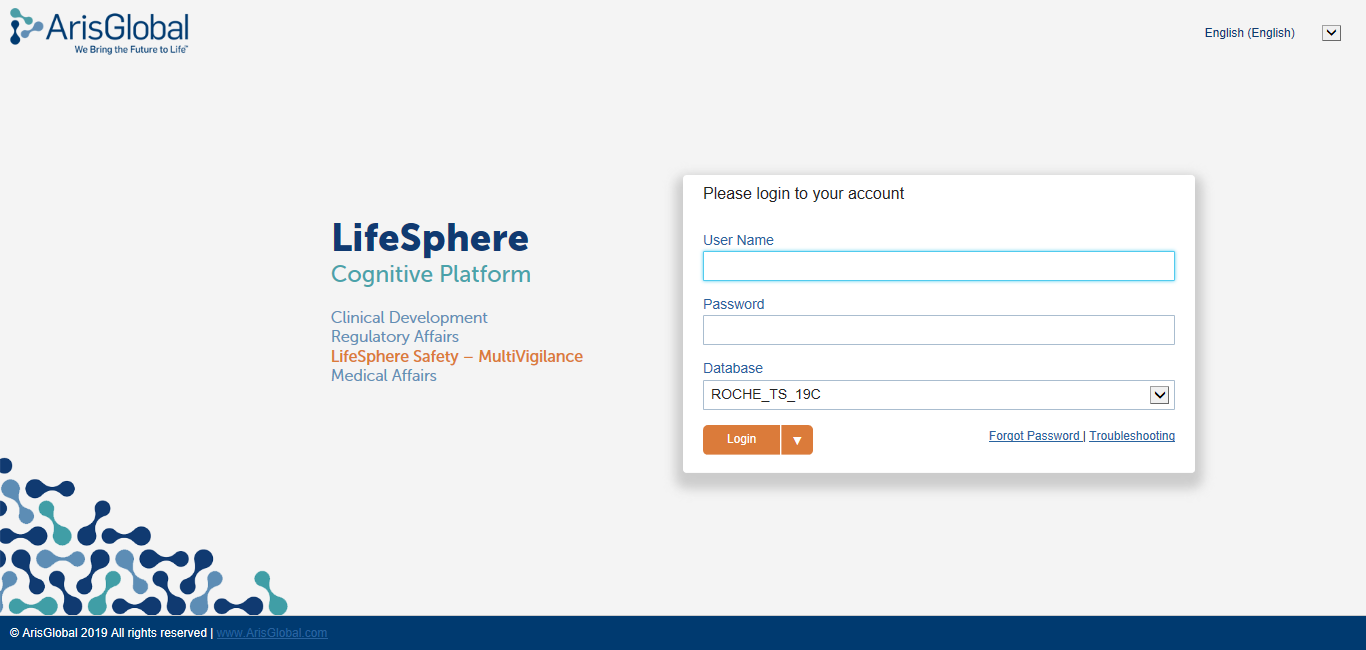 ArisGlobal
We Bring the Future to Life™
English (English)
Please login to your account
LifeSphere
Cognitive Platform
Clinical Development
Regulatory Affairs
LifeSphere Safety – MultiVigilance
Medical Affairs
User Name
Password
Database
ROCHE_TS_19C
Login
Forgot Password | Troubleshooting
© ArisGlobal 2019 All rights reserved | www.ArisGlobal.com